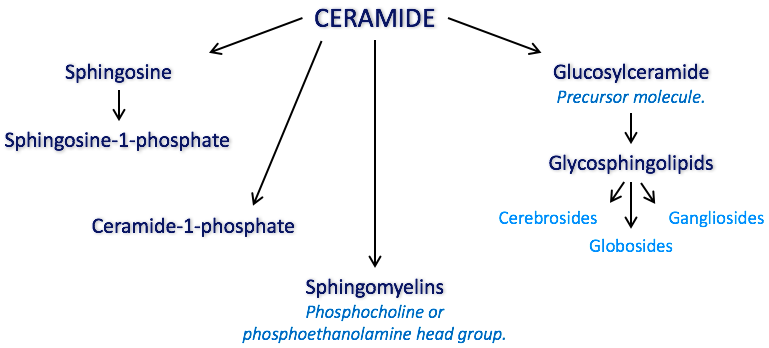 CERAMIDE
Sphingosine
Glucosylceramide
Precursor molecule.
Sphingosine-1-phosphate
Glycosphingolipids
Cerebrosides
Gangliosides
Globosides
Ceramide-1-phosphate
Sphingomyelins
Phosphocholine or
phosphoethanolamine head group.